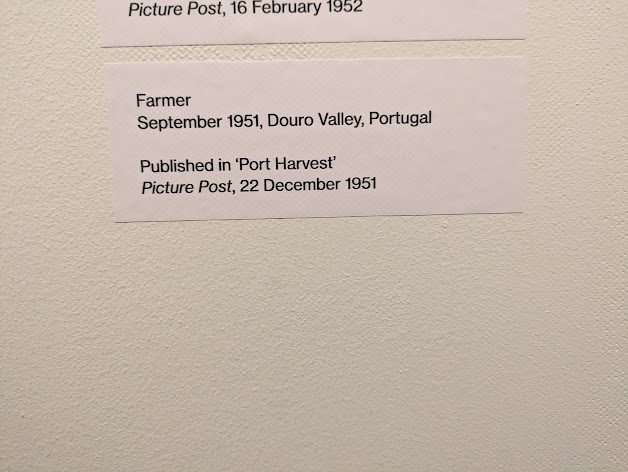 Picture Post, 16 February 1952
Farmer
September 1951, Douro Valley, Portugal
Published in ‘Port Harvest’
Picture Post, 22 December 1951